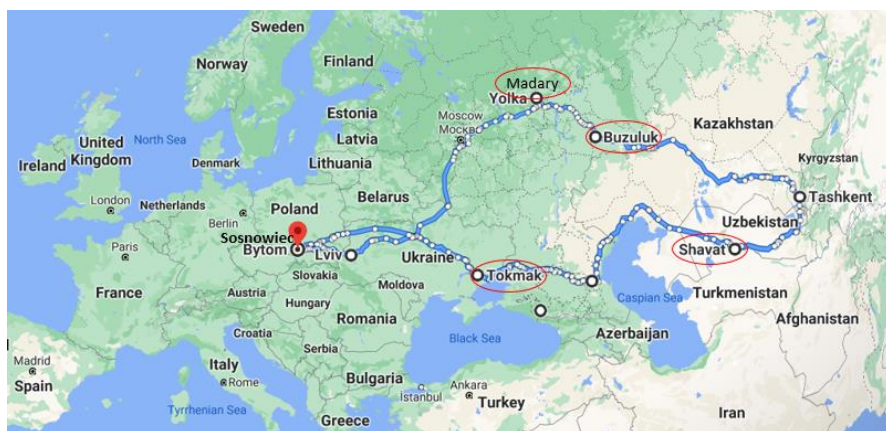 Sweden
Norway
Finland
Madary
Yolka
Estonia
Moscow
Москва
Latvia
Lithuania
Buzuluk
Kazakhstan
United
Kingdom
Ireland
North Sea
Denmark
Belarus
Kyrgyzstan
London
Netherlands
Berlin
Poland
Tashkent
Uzbekistan
Sosnowiec
Bytom
Lviv
Paris
Ukraine
Shavat
Slovakia
Tokmak
Moldova
Austria
Hungary
Turkmenistan
France
Caspian Sea
Romania
Afghanistan
Croatia
Serbia
Black Sea
Azerbaijan
Italy
Madrid
Rome
Bulgaria
Spain
Istanbul
Ankara
Tyrrhenian Sea
Turkey
Greece
Iran